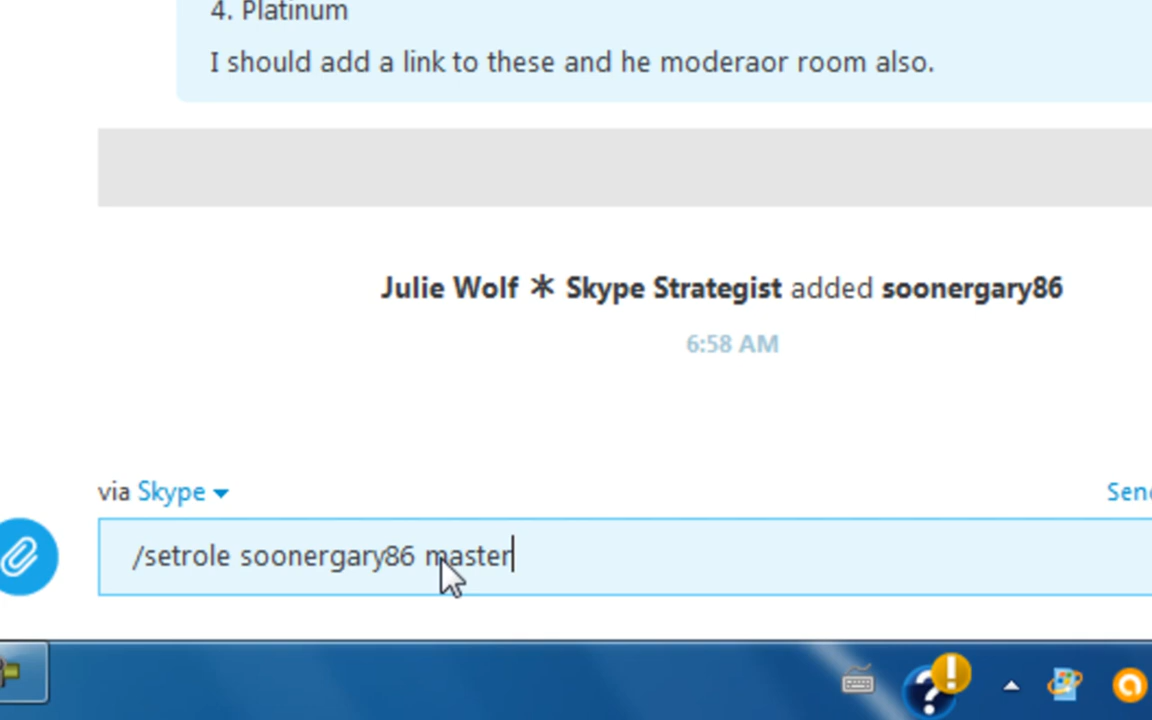 4. Platinum
I should add a link to these and he moderaor room also.
Julie Wolf * Skype Strategist added soonergary86
6:58 AM
via Skype
Send
/setrole soonergary86 master